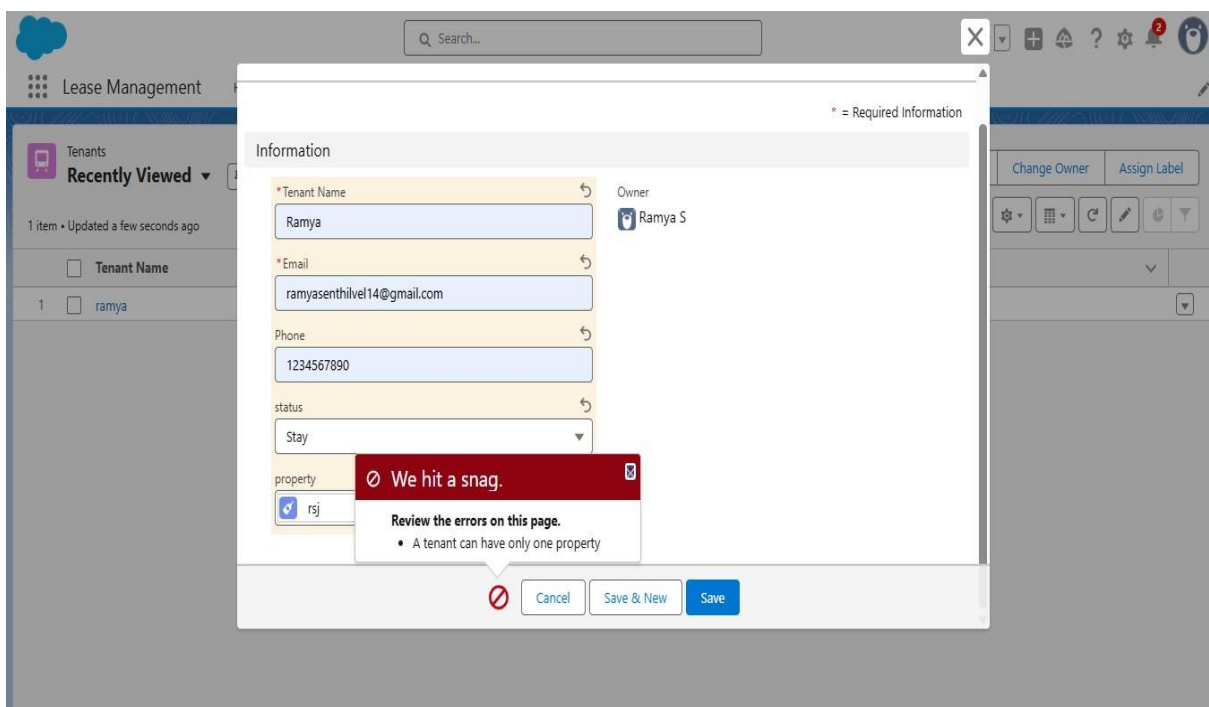 Search...
2
Lease Management
* = Required Information
Tenants
Recently Viewed
Information
Change Owner
Assign Label
* Tenant Name
Owner
Ramya
Ramya S
1 item • Updated a few seconds ago
* Email
Tenant Name
ramyasenthilvel14@gmail.com
1
ramya
Phone
1234567890
status
Stay
property
rsj
We hit a snag.
Review the errors on this page.
• A tenant can have only one property
Cancel
Save & New
Save